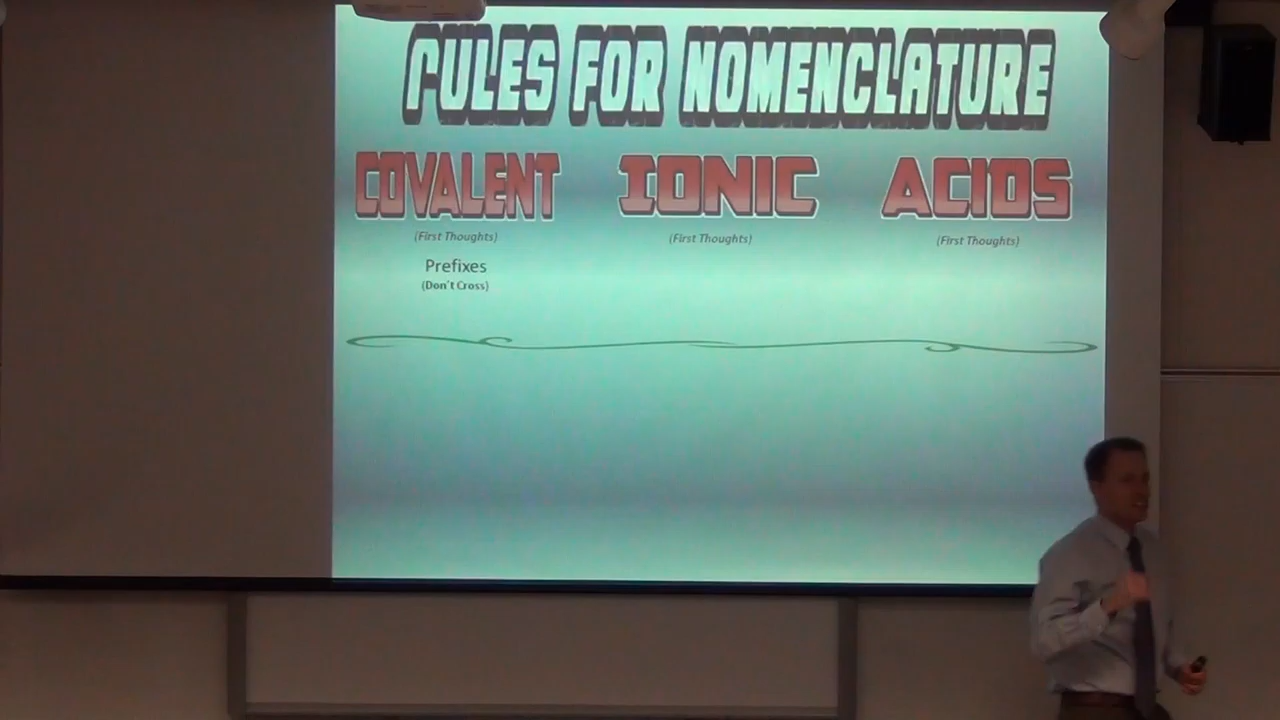 RULES FOR NOMENCLATURE
COVALENT IONIC ACIDS
(First Thoughts) (First Thoughts) (First Thoughts)
Prefixes
(Don't Cross)